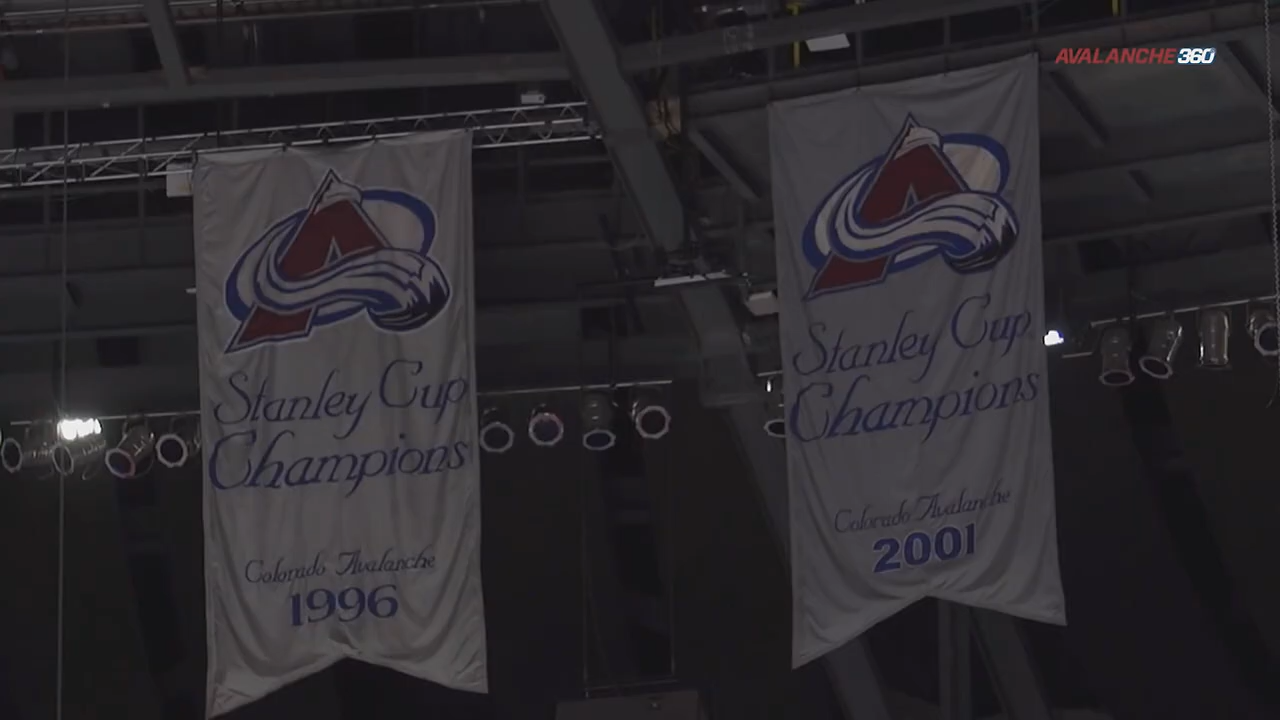 AVALANCHE360
Stanley Cup
Champions
Colorado Avalanche
1996
Stanley Cup
Champions
Colorado Avalanche
2001